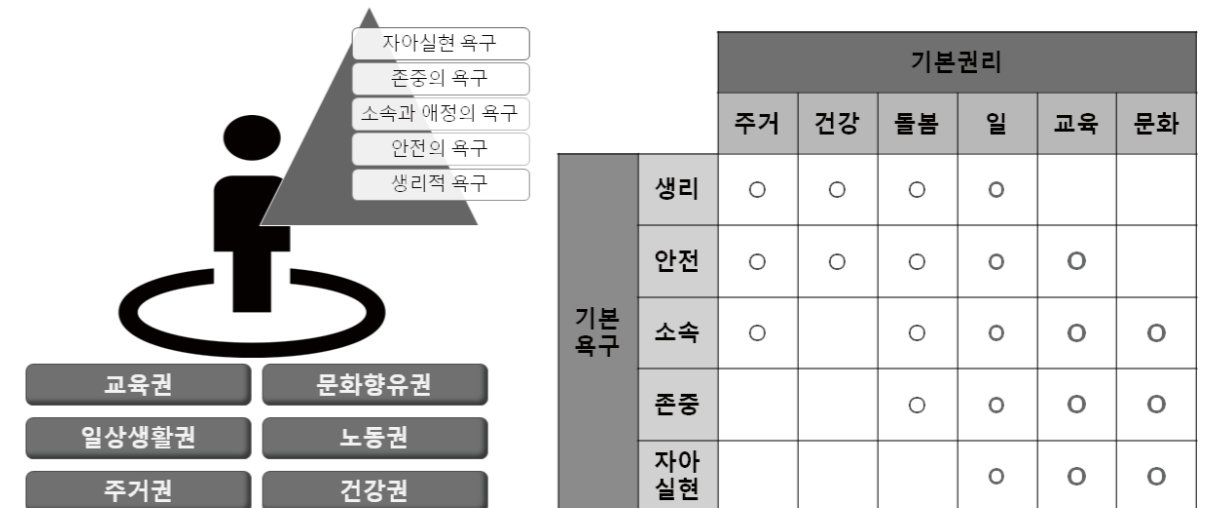 자아실현 욕구
존중의 욕구
소속과 애정의 욕구
안전의 욕구
생리적 욕구
교육권 문화향유권
일상생활권 노동권
주거권 건강권
기본권리
주거 건강 돌봄 일 교육 문화
기본
욕구
생리 ○ ○ ○ ○
안전 ○ ○ ○ ○ ○
소속 ○ ○ ○ ○ ○
존중 ○ ○ ○ ○
자아
실현 ○ ○ ○